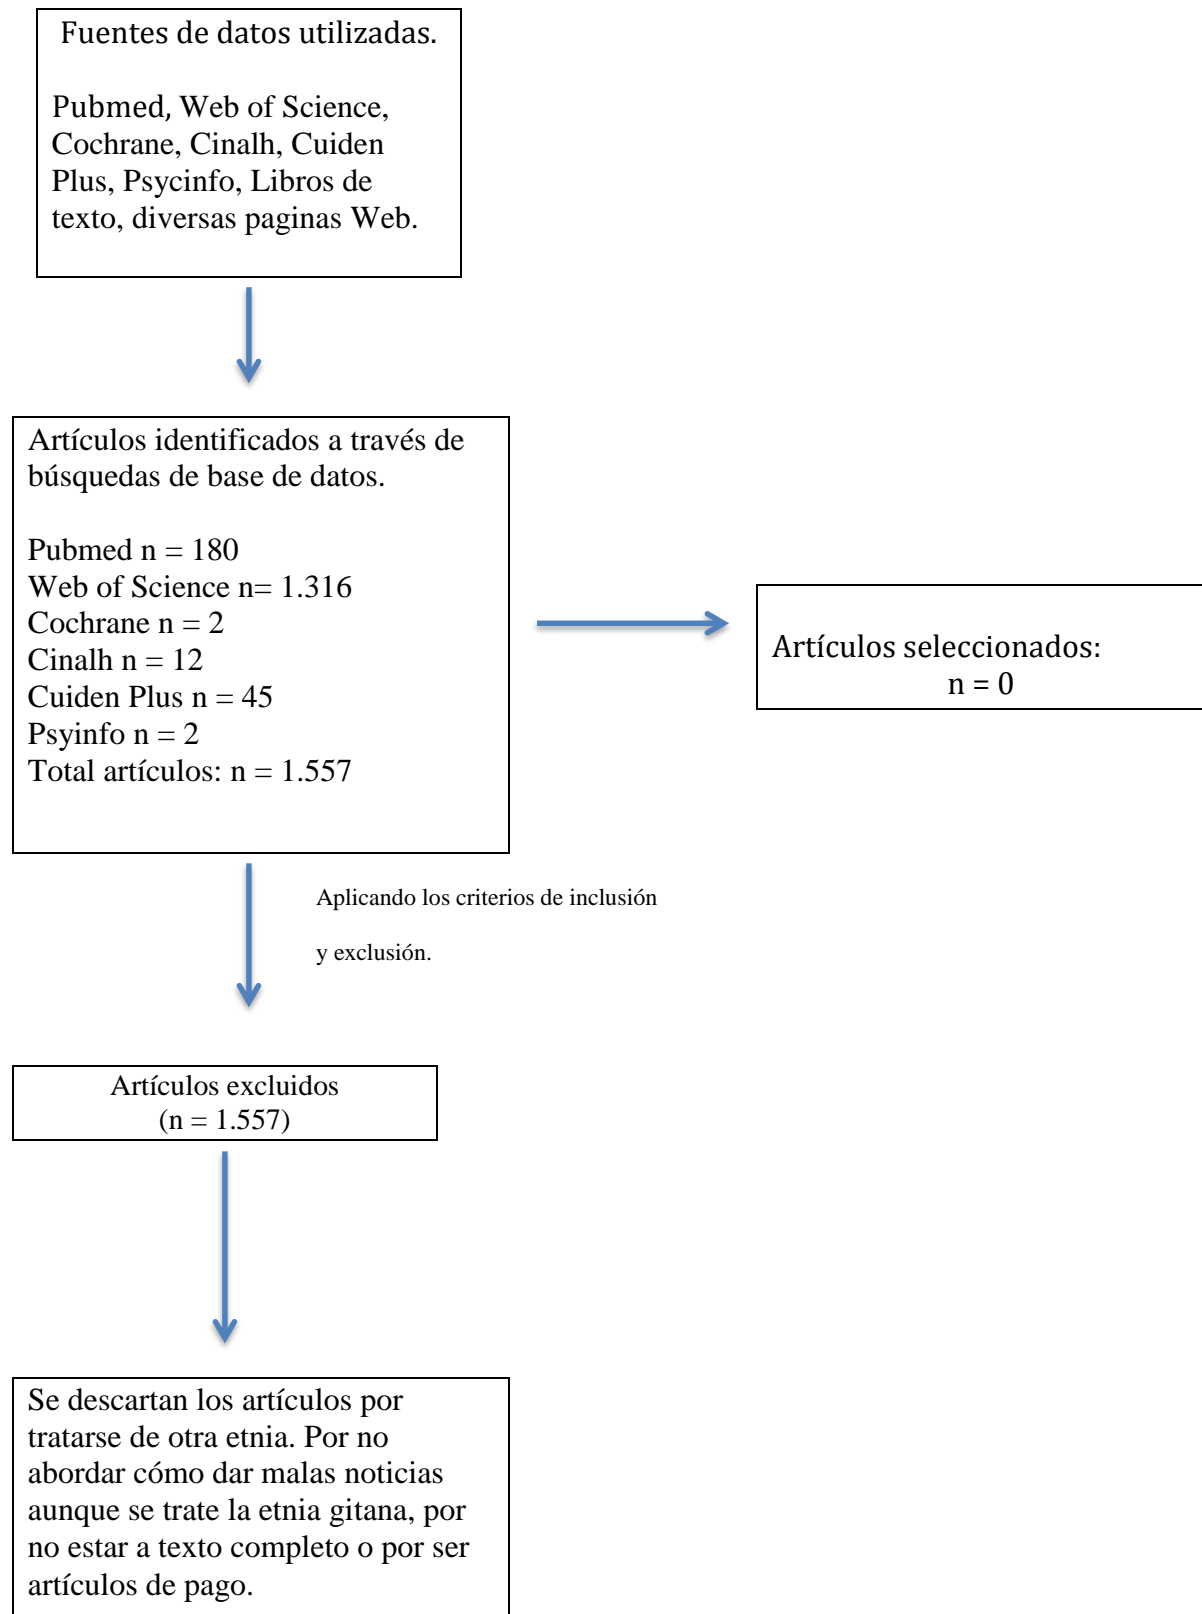 Fuentes de datos utilizadas.
Pubmed, Web of Science,
Cochrane, Cinalh, Cuiden
Plus, Psycinfo, Libros de
texto, diversas paginas Web.
Artículos identificados a través de
búsquedas de base de datos.
Pubmed n = 180
Web of Science n= 1.316
Cochrane n = 2
Cinalh n = 12
Cuiden Plus n = 45
Psyinfo n = 2
Total artículos: n = 1.557
Artículos seleccionados:
n = 0
Aplicando los criterios de inclusión
y exclusión.
Artículos excluidos
(n = 1.557)
Se descartan los artículos por
tratarse de otra etnia. Por no
abordar cómo dar malas noticias
aunque se trate la etnia gitana, por
no estar a texto completo o por ser
artículos de pago.